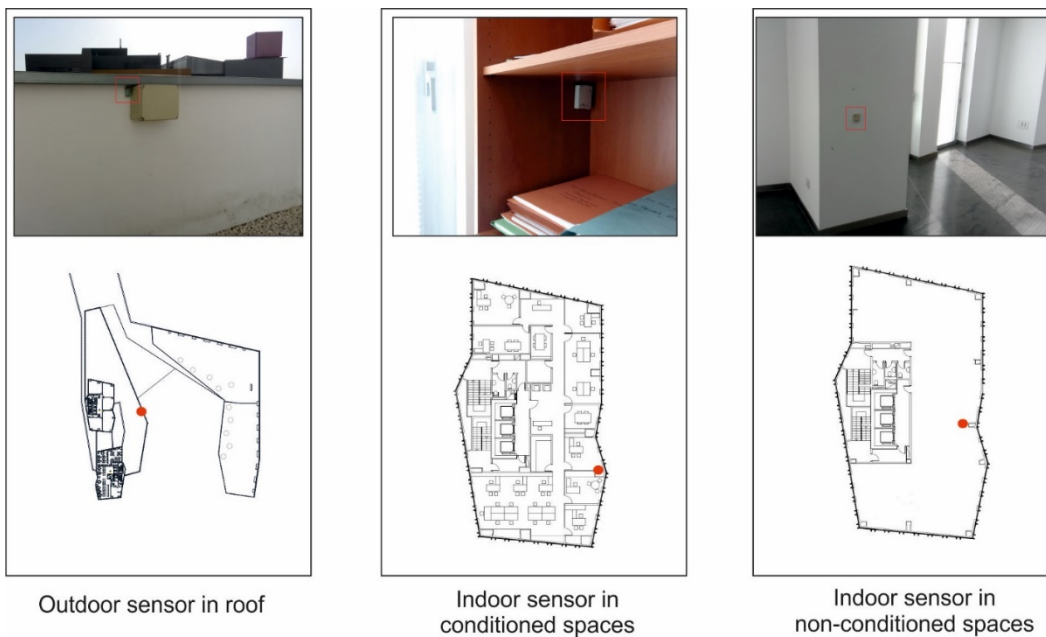 Outdoor sensor in roof
Indoor sensor in
conditioned spaces
Indoor sensor in
non-conditioned spaces